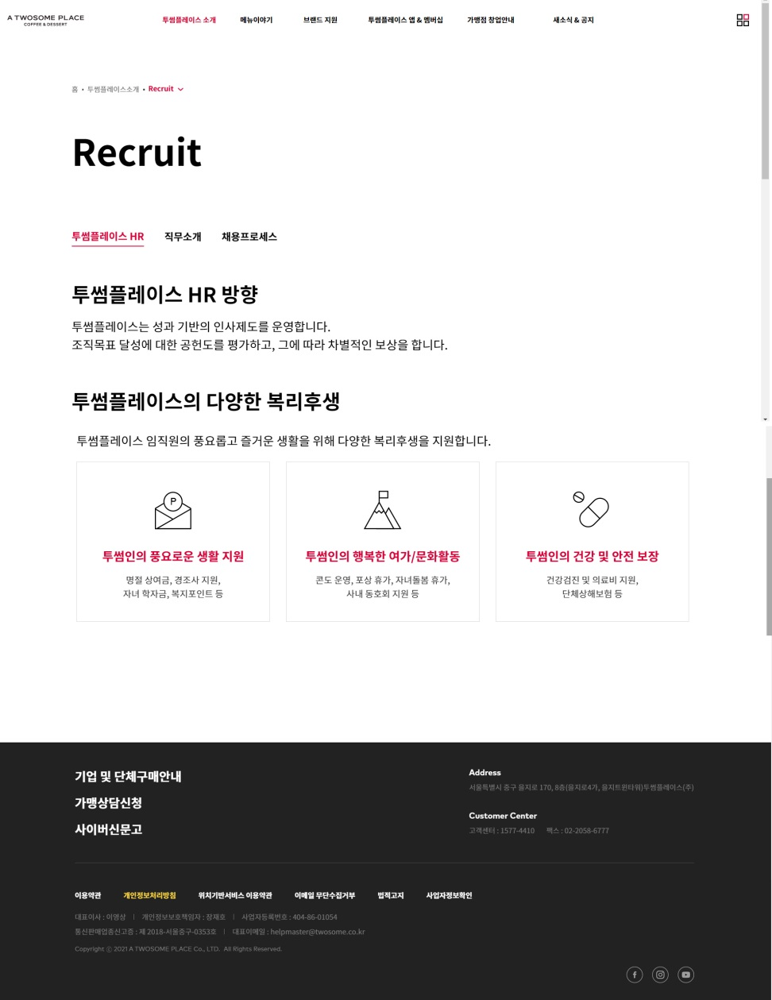 A TWOSOME PLACE
COFFEE & DESSERT
투썸플레이스 소개 메뉴이야기 브랜드 지원 투썸플레이스 앱 & 멤버십 가맹점 창업안내 새소식 & 공지
홈 • 투썸플레이스소개 • Recruit
Recruit
투썸플레이스 HR 직무소개 채용프로세스
투썸플레이스 HR 방향
투썸플레이스는 성과 기반의 인사제도를 운영합니다.
조직목표 달성에 대한 공헌도를 평가하고, 그에 따라 차별적인 보상을 합니다.
투썸플레이스의 다양한 복리후생
투썸플레이스 임직원의 풍요롭고 즐거운 생활을 위해 다양한 복리후생을 지원합니다.
P
투썸인의 풍요로운 생활 지원
명절 상여금, 경조사 지원,
자녀 학자금, 복지포인트 등
투썸인의 행복한 여가/문화활동
콘도 운영, 포상 휴가, 자녀돌봄 휴가,
사내 동호회 지원 등
투썸인의 건강 및 안전 보장
건강검진 및 의료비 지원,
단체상해보험 등
기업 및 단체구매안내
가맹상담신청
사이버신문고
Address
서울특별시 중구 을지로 170, 8층(을지로4가, 을지트윈타워)투썸플레이스(주)
Customer Center
고객센터 : 1577-4410 팩스 : 02-2058-6777
이용약관 개인정보처리방침 위치기반서비스 이용약관 이메일 무단수집거부 법적고지 사업자정보확인
대표이사 : 이영상 | 개인정보보호책임자 : 장재호 | 사업자등록번호 : 404-86-01054
통신판매업종신고증 : 제 2018-서울중구-0353호 | 대표이메일 : helpmaster@twosome.co.kr
Copyright ⓒ 2021 A TWOSOME PLACE Co., LTD. All Rights Reserved.